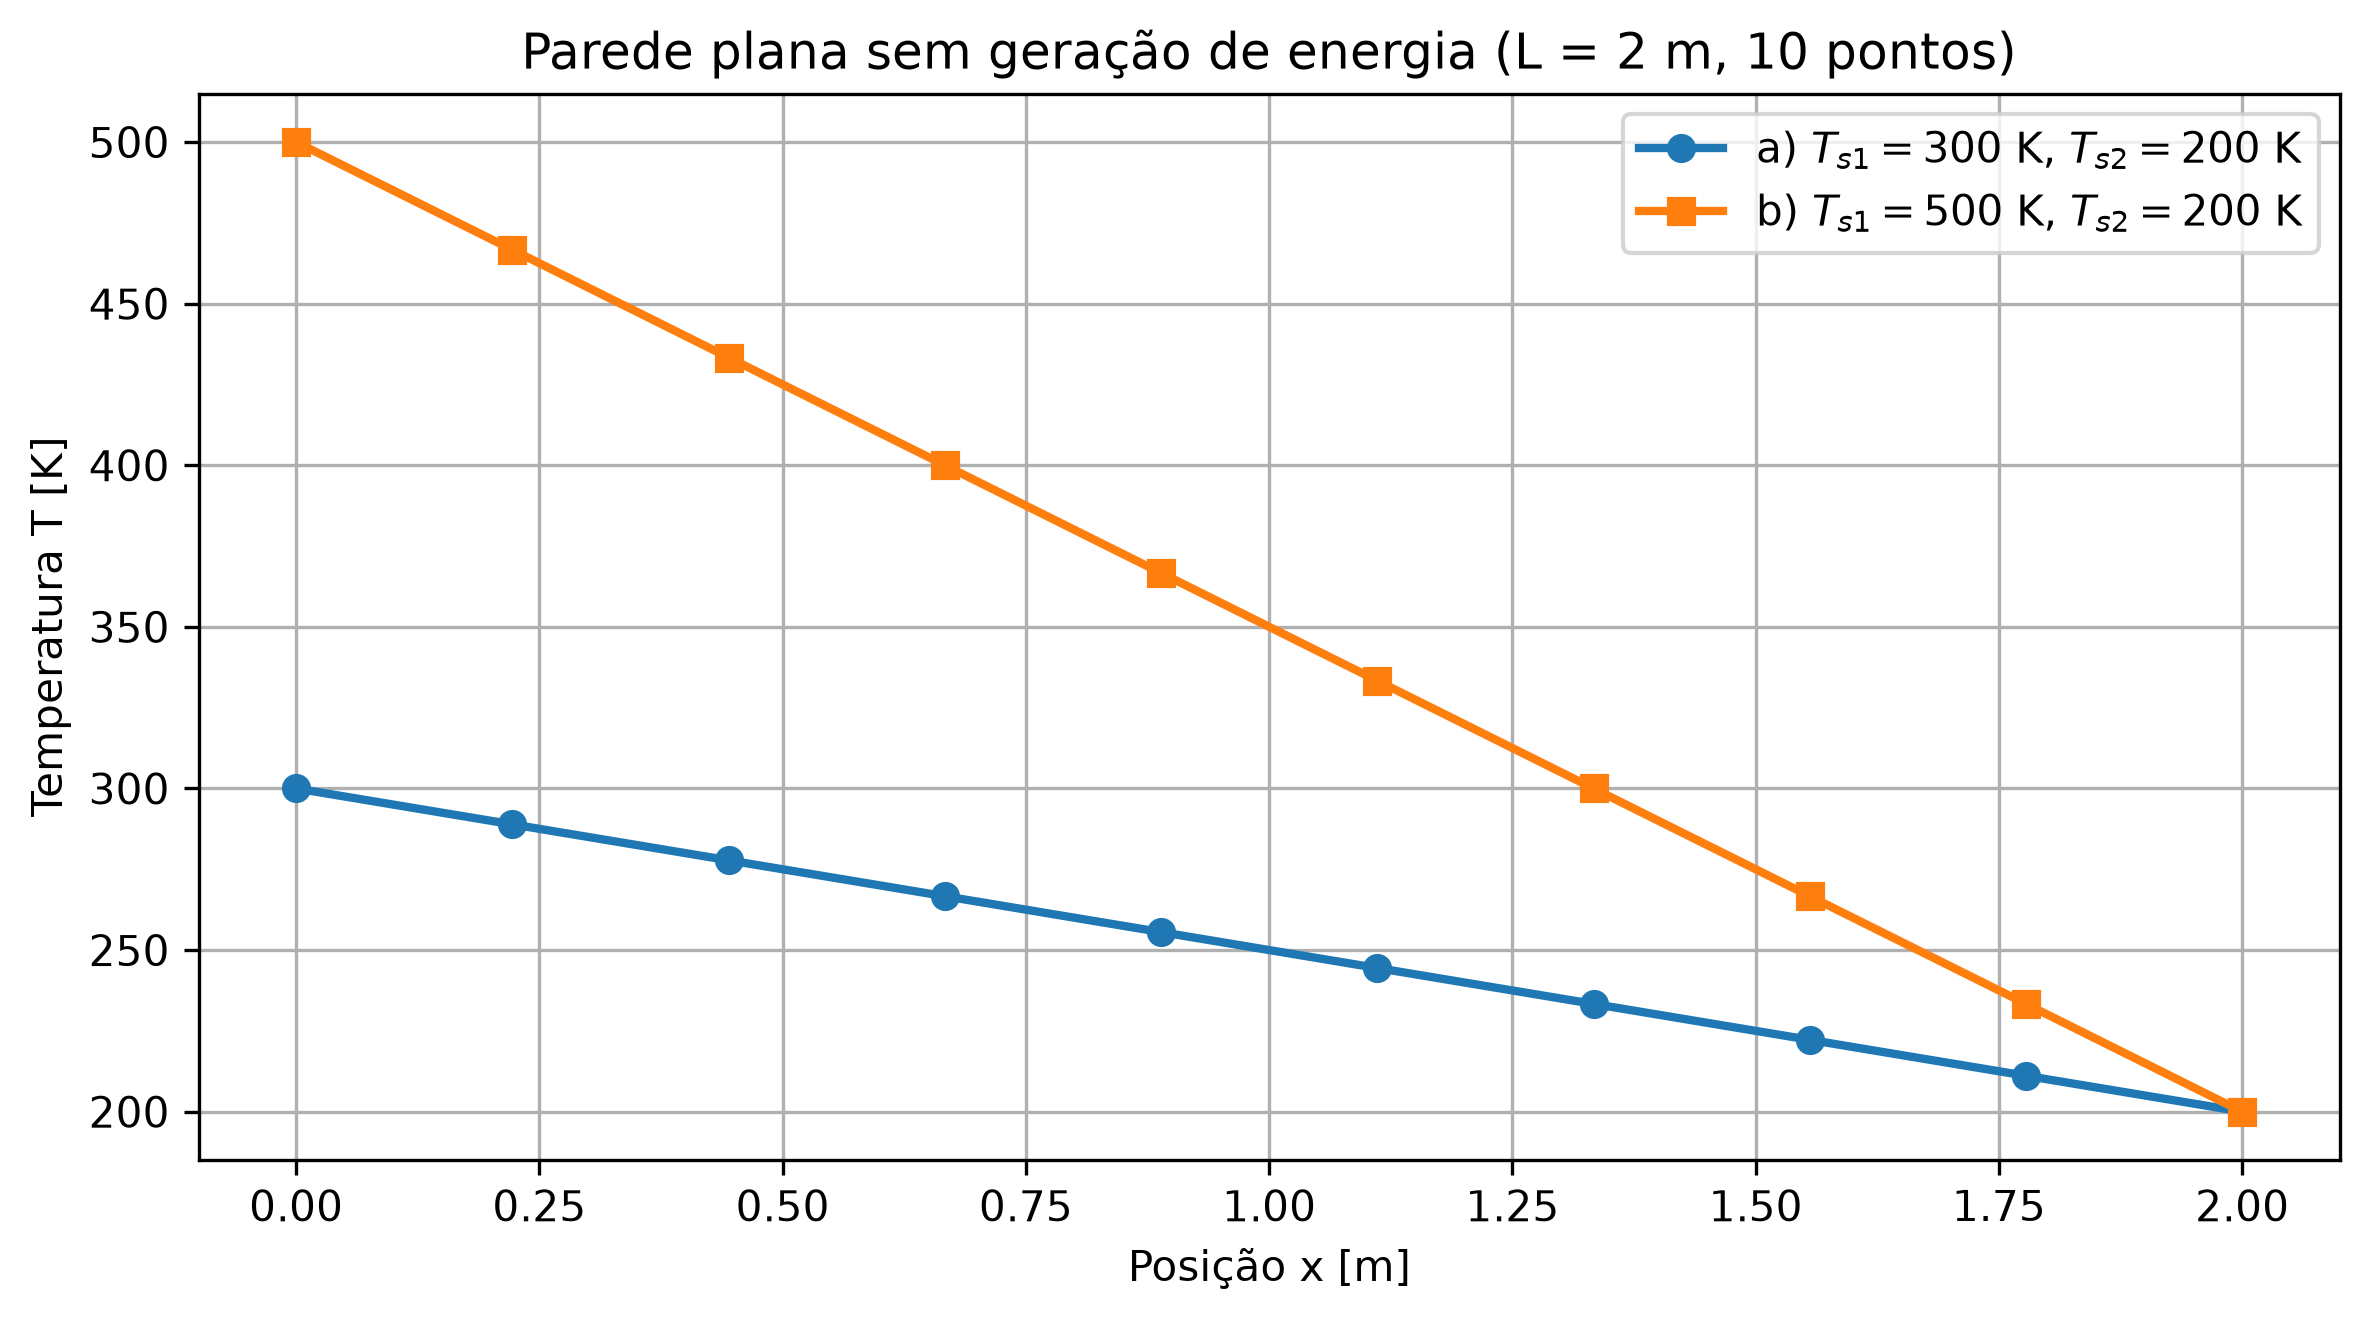 Parede plana sem geração de energia (L = 2 m, 10 pontos)
a) Ts1 = 300 K, Ts2 = 200 K
b) Ts1 = 500 K, Ts2 = 200 K
Temperatura T [K]
500
450
400
350
300
250
200
0.00 0.25 0.50 0.75 1.00 1.25 1.50 1.75 2.00
Posição x [m]